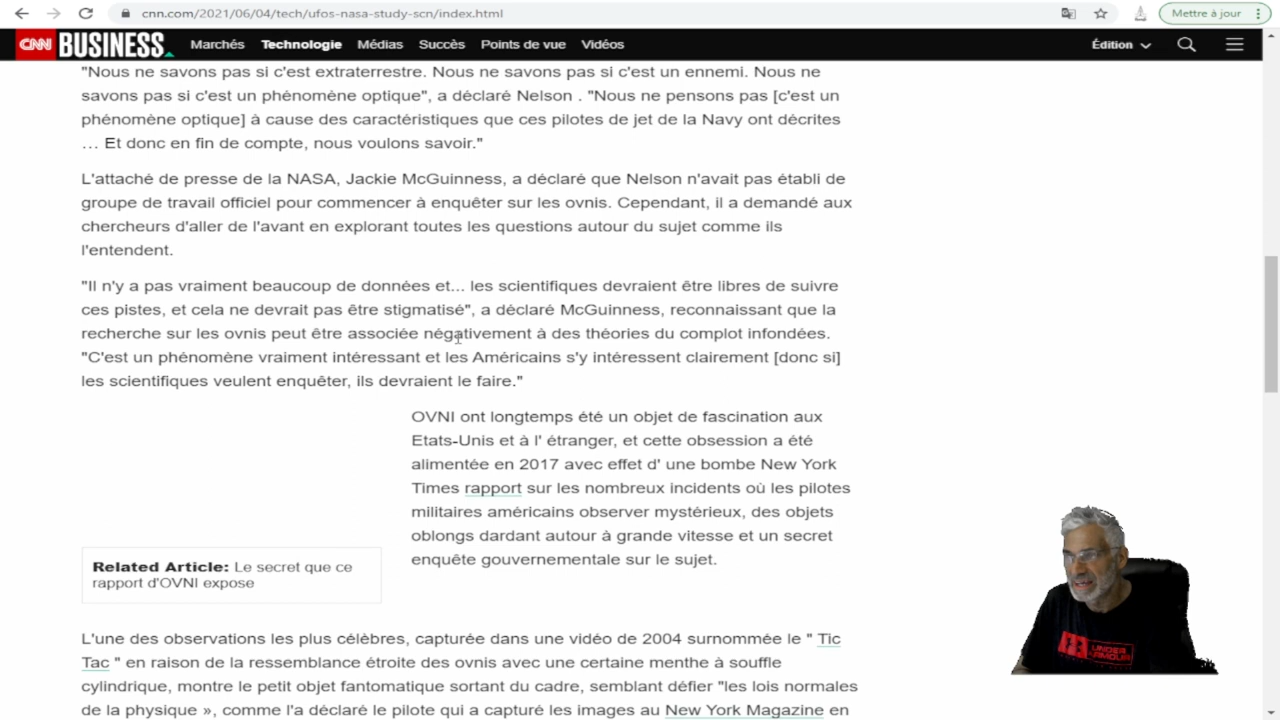 cnn.com/2021/06/04/tech/ufos-nasa-study-scn/index.html
Mettre à jour
CNN BUSINESS Marchés Technologie Médias Succès Points de vue Vidéos Édition
"Nous ne savons pas si c'est extraterrestre. Nous ne savons pas si c'est un ennemi. Nous ne
savons pas si c'est un phénomène optique", a déclaré Nelson . "Nous ne pensons pas [c'est un
phénomène optique] à cause des caractéristiques que ces pilotes de jet de la Navy ont décrites
… Et donc en fin de compte, nous voulons savoir."
L'attaché de presse de la NASA, Jackie McGuinness, a déclaré que Nelson n'avait pas établi de
groupe de travail officiel pour commencer à enquêter sur les ovnis. Cependant, il a demandé aux
chercheurs d'aller de l'avant en explorant toutes les questions autour du sujet comme ils
l'entendent.
"Il n'y a pas vraiment beaucoup de données et... les scientifiques devraient être libres de suivre
ces pistes, et cela ne devrait pas être stigmatisé", a déclaré McGuinness, reconnaissant que la
recherche sur les ovnis peut être associée négativement à des théories du complot infondées.
"C'est un phénomène vraiment intéressant et les Américains s'y intéressent clairement [donc si]
les scientifiques veulent enquêter, ils devraient le faire."
OVNI ont longtemps été un objet de fascination aux
Etats-Unis et à l' étranger, et cette obsession a été
alimentée en 2017 avec effet d' une bombe New York
Times rapport sur les nombreux incidents où les pilotes
militaires américains observer mystérieux, des objets
oblongs dardant autour à grande vitesse et un secret
enquête gouvernementale sur le sujet.
Related Article: Le secret que ce
rapport d'OVNI expose
L'une des observations les plus célèbres, capturée dans une vidéo de 2004 surnommée le " Tic
Tac " en raison de la ressemblance étroite des ovnis avec une certaine menthe à souffle
cylindrique, montre le petit objet fantomatique sortant du cadre, semblant défier "les lois normales
de la physique », comme l'a déclaré le pilote qui a capturé les images au New York Magazine en
UNDER ARMOUR